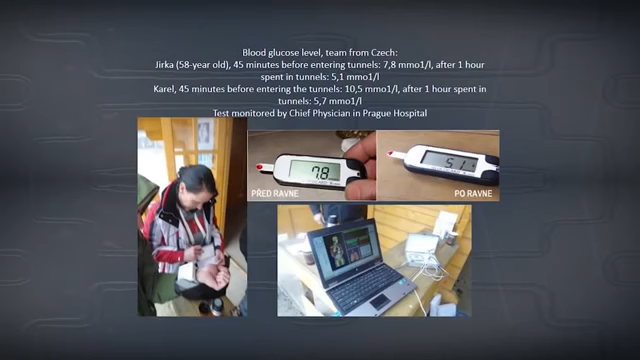 Blood glucose level, team from Czech:
Jirka (58-year old), 45 minutes before entering tunnels: 7,8 mmo1/l, after 1 hour
spent in tunnels: 5,1 mmo1/l
Karel, 45 minutes before entering the tunnels: 10,5 mmo1/l, after 1 hour spent in
tunnels: 5,7 mmo1/l
Test monitored by Chief Physician in Prague Hospital
7.8
5.1
PŘED RAVNE
PO RAVNE